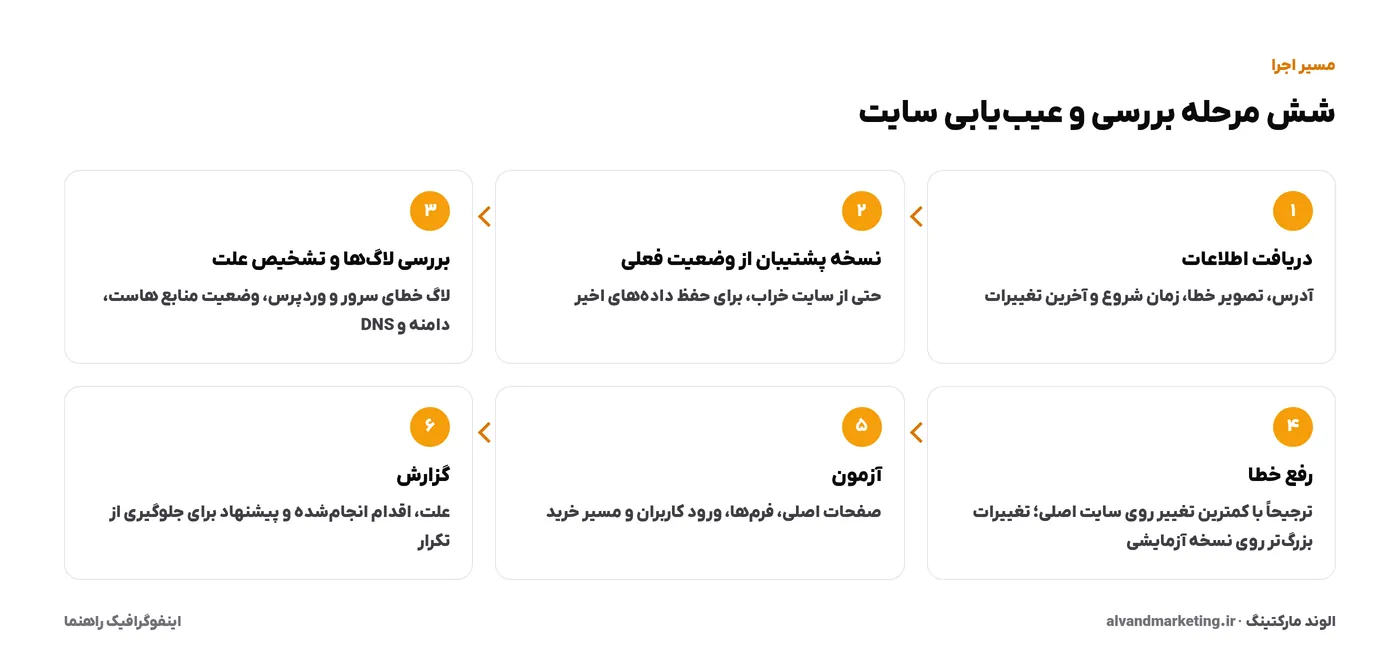 مسیر اجرا
شش مرحله بررسی و عیب‌یابی سایت
۱
دریافت اطلاعات
آدرس، تصویر خطا، زمان شروع و آخرین تغییرات
۲
نسخه پشتیبان از وضعیت فعلی
حتی از سایت خراب، برای حفظ داده‌های اخیر
۳
بررسی لاگ‌ها و تشخیص علت
لاگ خطای سرور و وردپرس، وضعیت منابع هاست،
دامنه و DNS
۴
رفع خطا
ترجیحاً با کمترین تغییر روی سایت اصلی؛ تغییرات
بزرگ‌تر روی نسخه آزمایشی
۵
آزمون
صفحات اصلی، فرم‌ها، ورود کاربران و مسیر خرید
۶
گزارش
علت، اقدام انجام‌شده و پیشنهاد برای جلوگیری از
تکرار
الوند مارکتینگ · alvandmarketing.ir
اینفوگرافیک راهنما